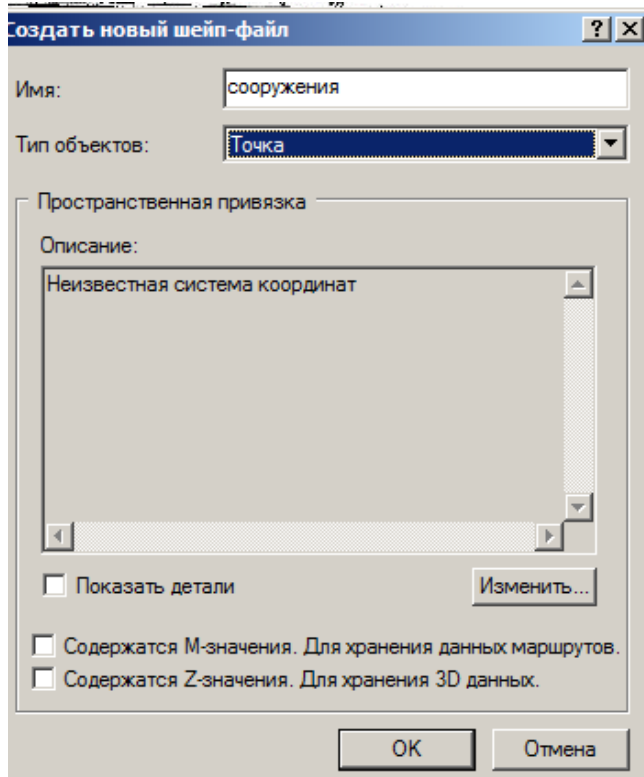 Создать новый шейп-файл
Имя:
сооружения
Тип объектов:
Точка
Пространственная привязка
Описание:
Неизвестная система координат
Показать детали
Изменить...
Содержатся М-значения. Для хранения данных маршрутов.
Содержатся Z-значения. Для хранения 3D данных.
OK
Отмена